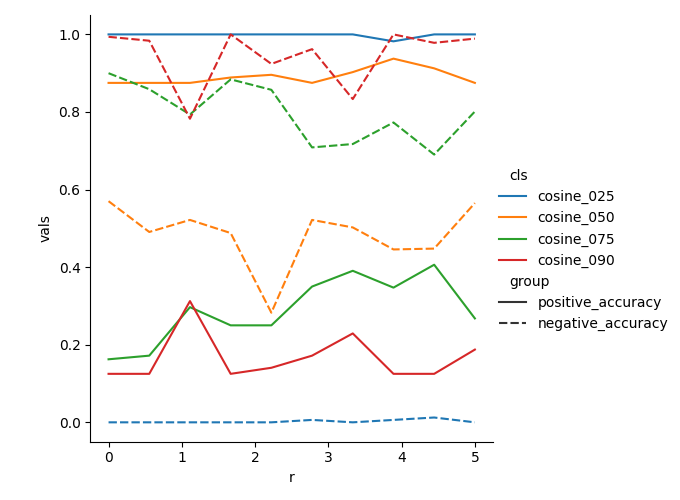 1.0
0.8
0.6
0.4
0.2
0.0
vals
0 1 2 3 4 5
r
cls
cosine_025
cosine_050
cosine_075
cosine_090
group
positive_accuracy
negative_accuracy